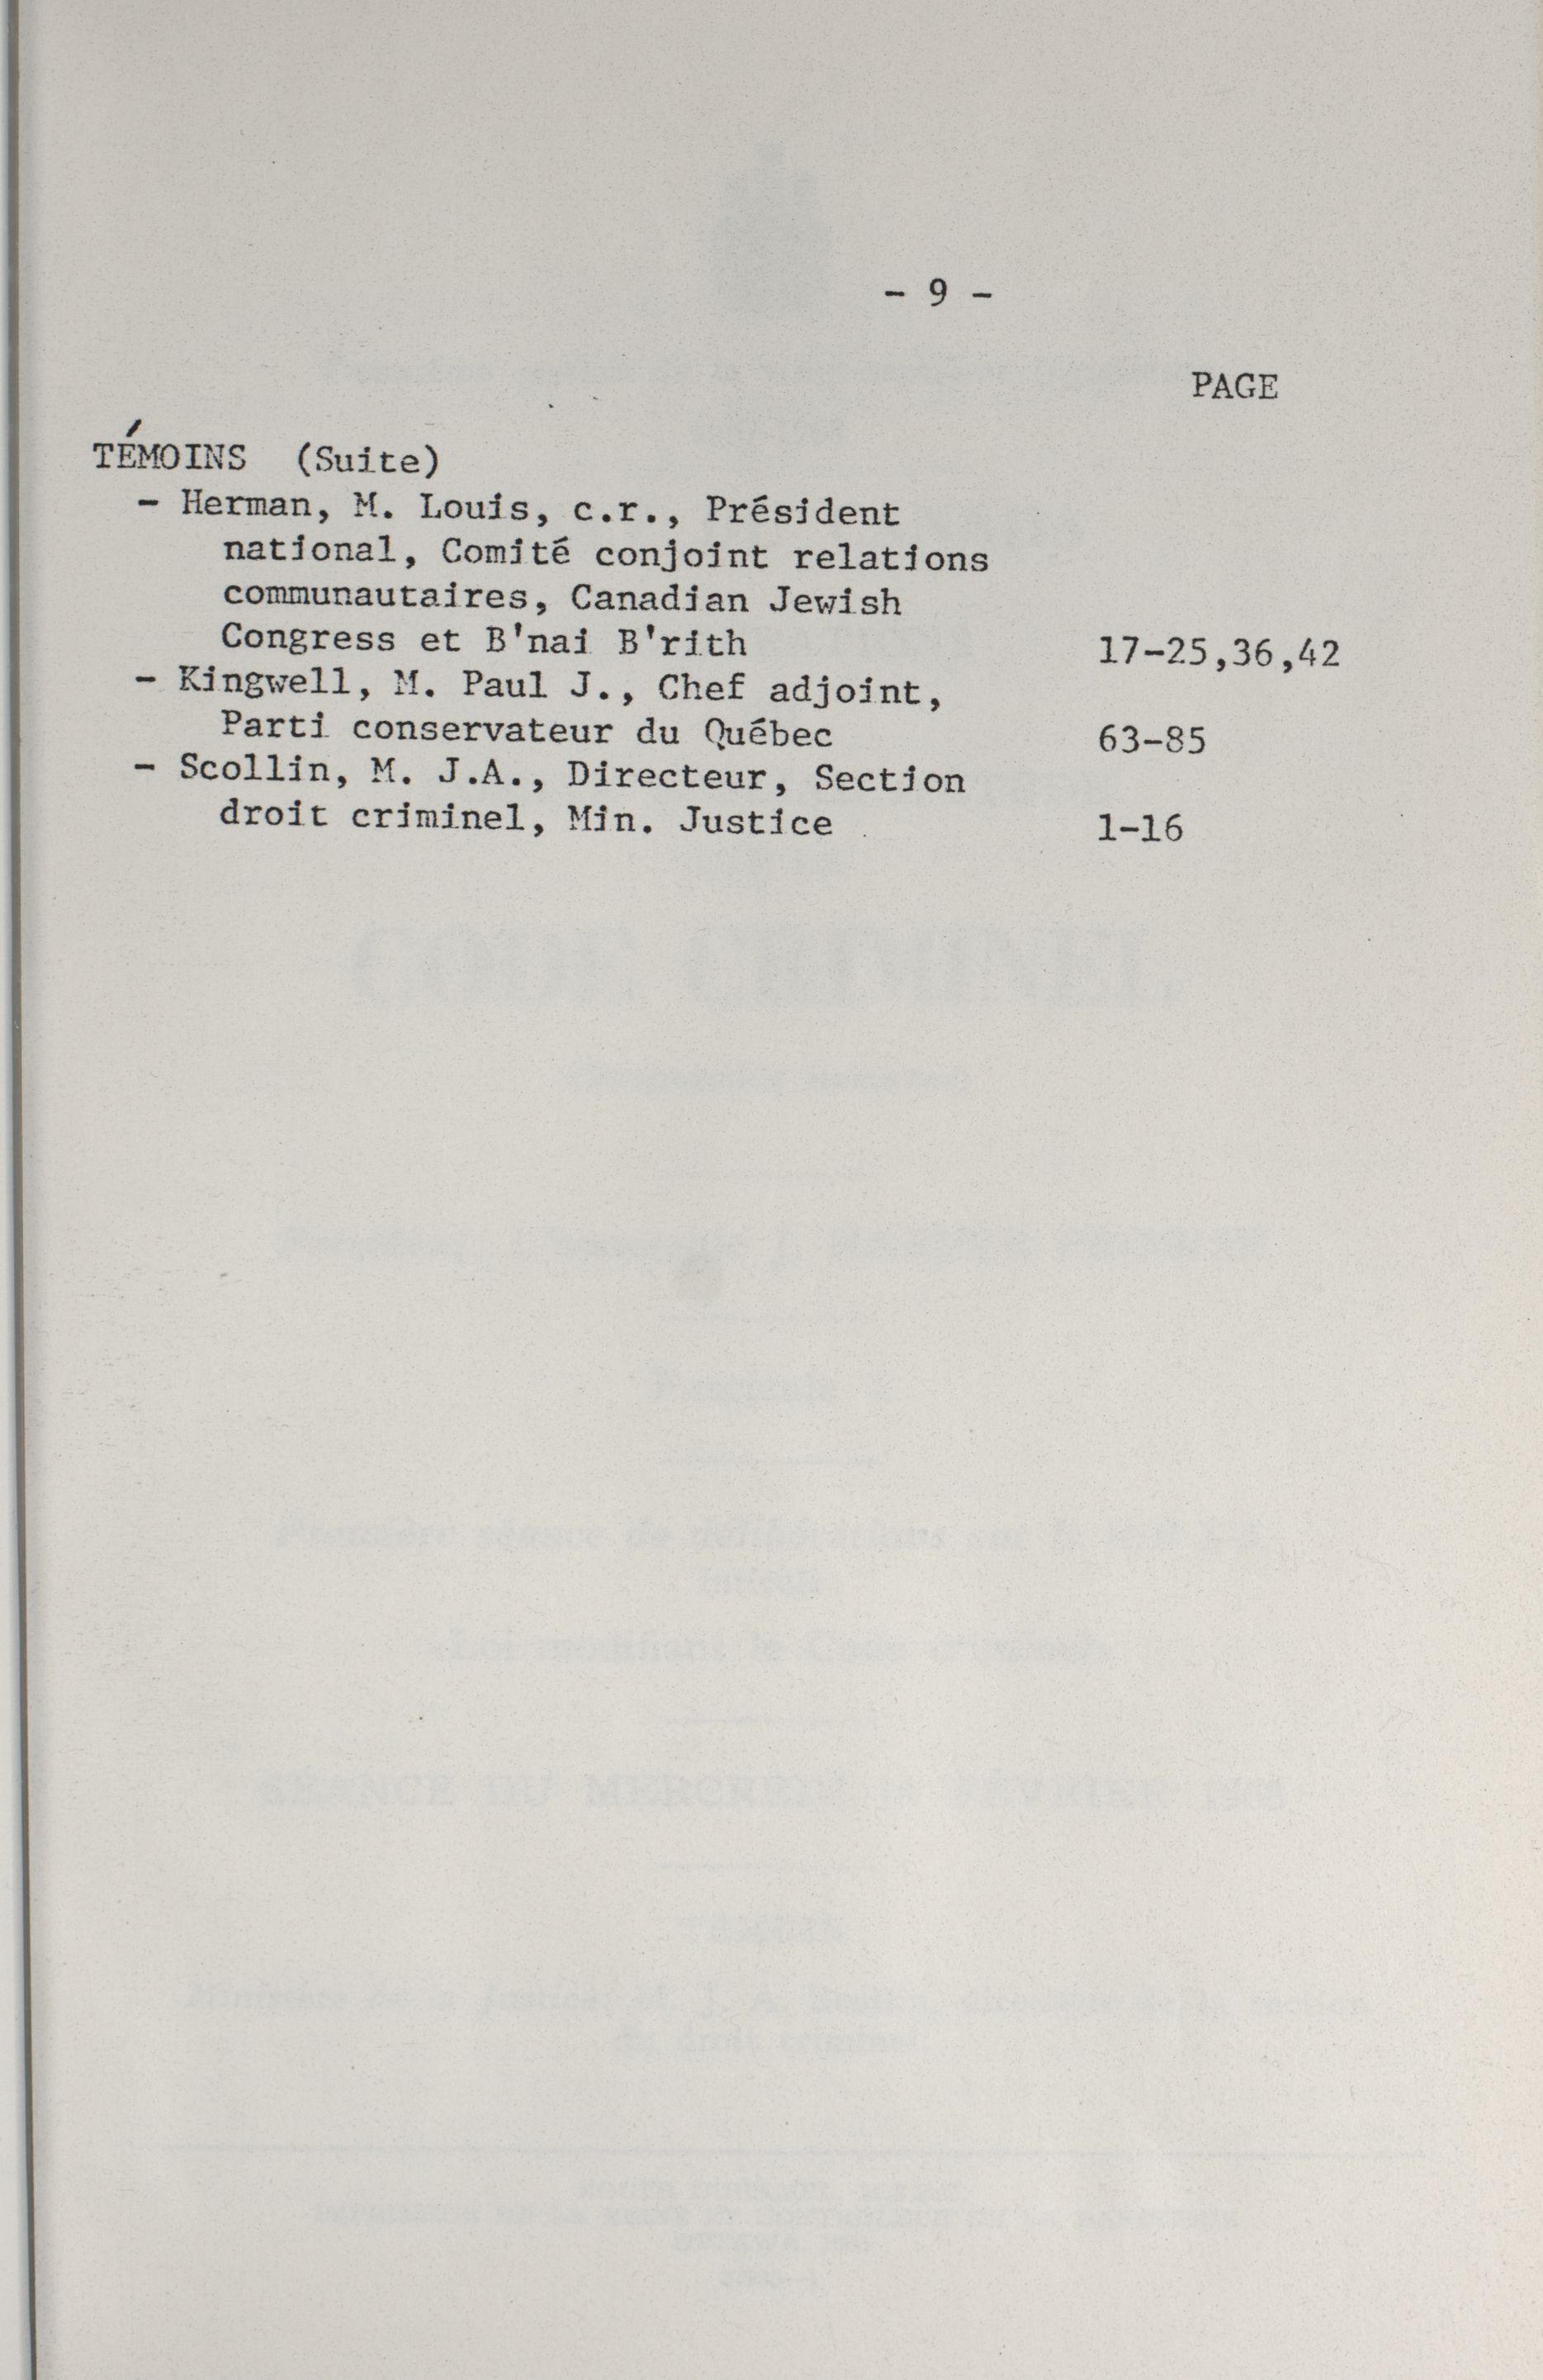 - 9 -
PAGE
TÉMOINS (Suite)
- Herman, M. Louis, c.r., Président
national, Comité conjoint relations
communautaires, Canadian Jewish
Congress et B'nai B'rith 17-25,36,42
- Kingwell, M. Paul J., Chef adjoint,
Parti conservateur du Québec 63-85
- Scollin, M. J.A., Directeur, Section
droit criminel, Min. Justice 1-16